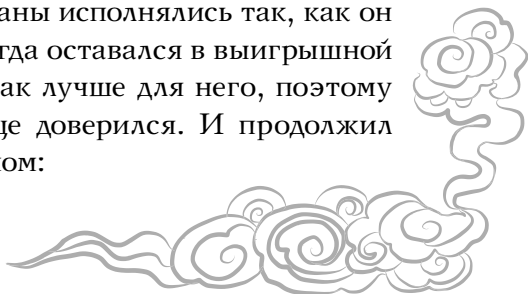 аны исполнялись так, как он
гда оставался в выигрышной
ак лучше для него, поэтому
це доверился. И продолжил
ом: